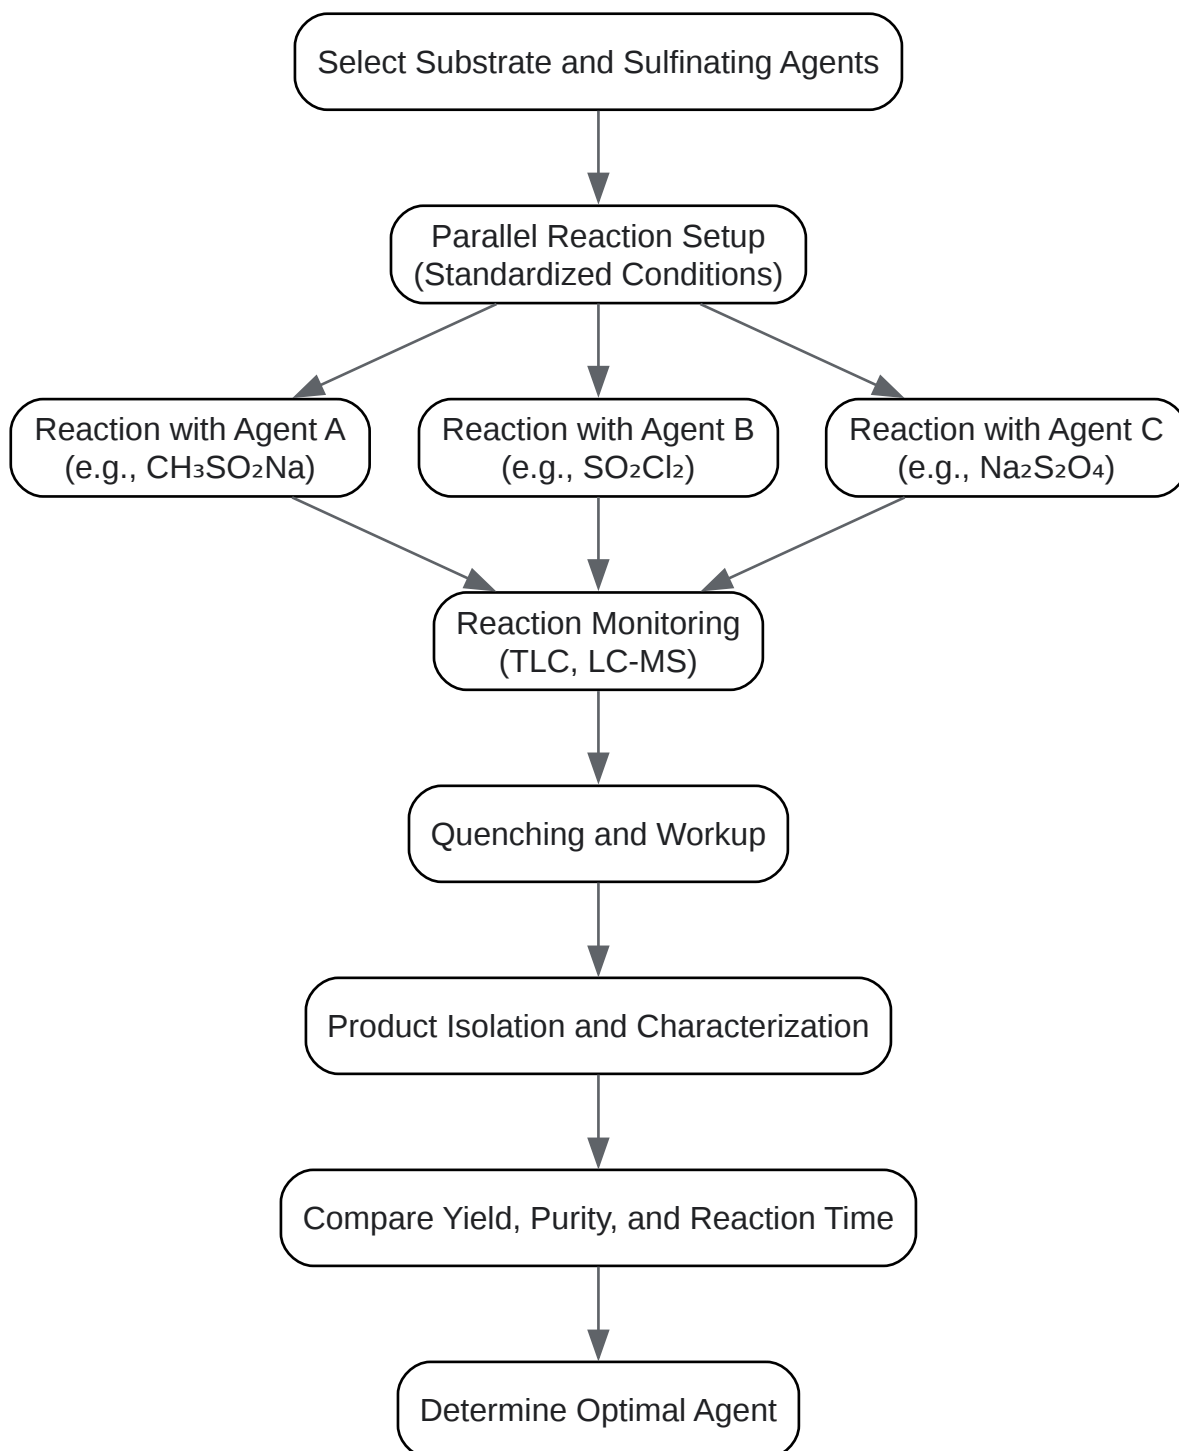 Select Substrate and Sulfinating Agents
Parallel Reaction Setup
(Standardized Conditions)
Reaction with Agent A
(e.g., CH₃SO₂Na)
Reaction with Agent B
(e.g., SO₂Cl₂)
Reaction with Agent C
(e.g., Na₂S₂O₄)
Reaction Monitoring
(TLC, LC-MS)
Quenching and Workup
Product Isolation and Characterization
Compare Yield, Purity, and Reaction Time
Determine Optimal Agent